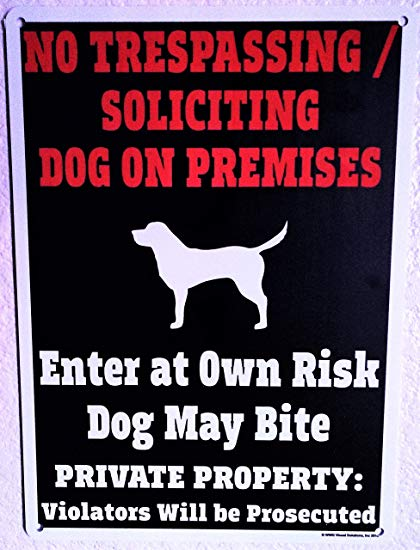 NO TRESPASSING /
SOLICITING
DOG ON PREMISES
Enter at Own Risk
Dog May Bite
PRIVATE PROPERTY:
Violators Will be Prosecuted